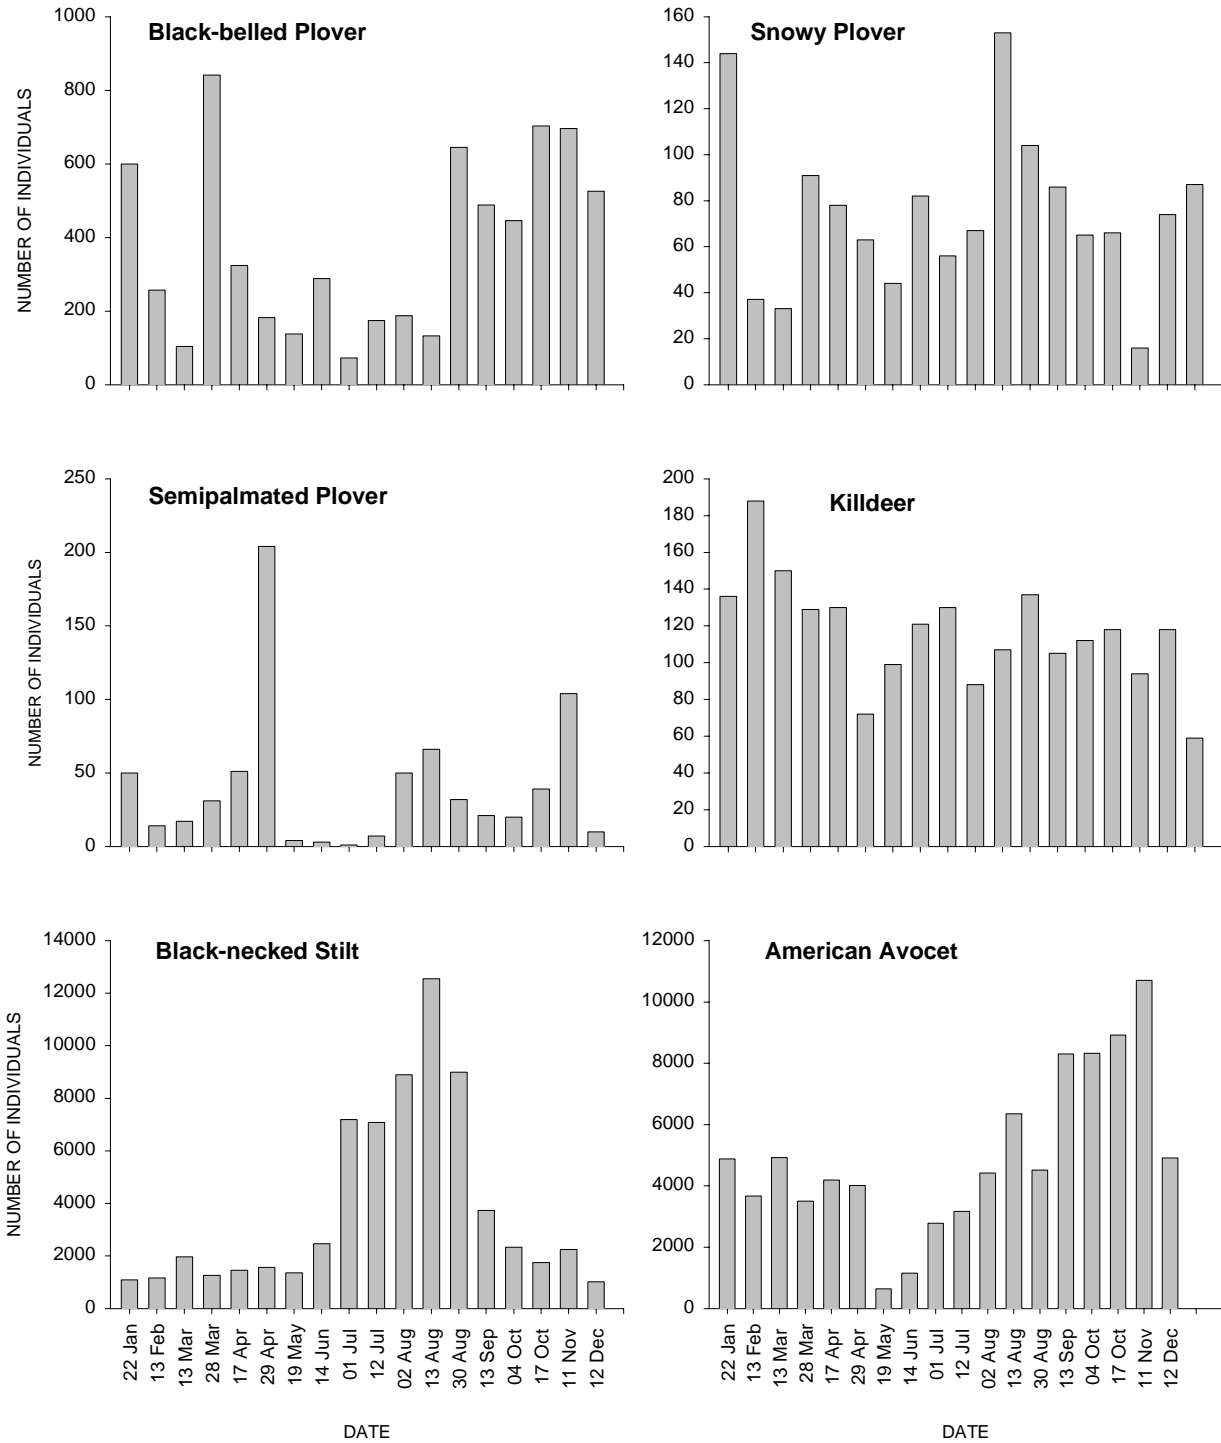 Black-belled Plover
NUMBER OF INDIVIDUALS
1000
800
600
400
200
0
Snowy Plover
160
140
120
100
80
60
40
20
0
Semipalmated Plover
NUMBER OF INDIVIDUALS
250
200
150
100
50
0
Killdeer
200
180
160
140
120
100
80
60
40
20
0
Black-necked Stilt
NUMBER OF INDIVIDUALS
14000
12000
10000
8000
6000
4000
2000
0
22 Jan
13 Feb
13 Mar
28 Mar
17 Apr
29 Apr
19 May
14 Jun
01 Jul
12 Jul
02 Aug
13 Aug
30 Aug
13 Sep
04 Oct
17 Oct
11 Nov
12 Dec
DATE
American Avocet
12000
10000
8000
6000
4000
2000
0
22 Jan
13 Feb
13 Mar
28 Mar
17 Apr
29 Apr
19 May
14 Jun
01 Jul
12 Jul
02 Aug
13 Aug
30 Aug
13 Sep
04 Oct
17 Oct
11 Nov
12 Dec
DATE